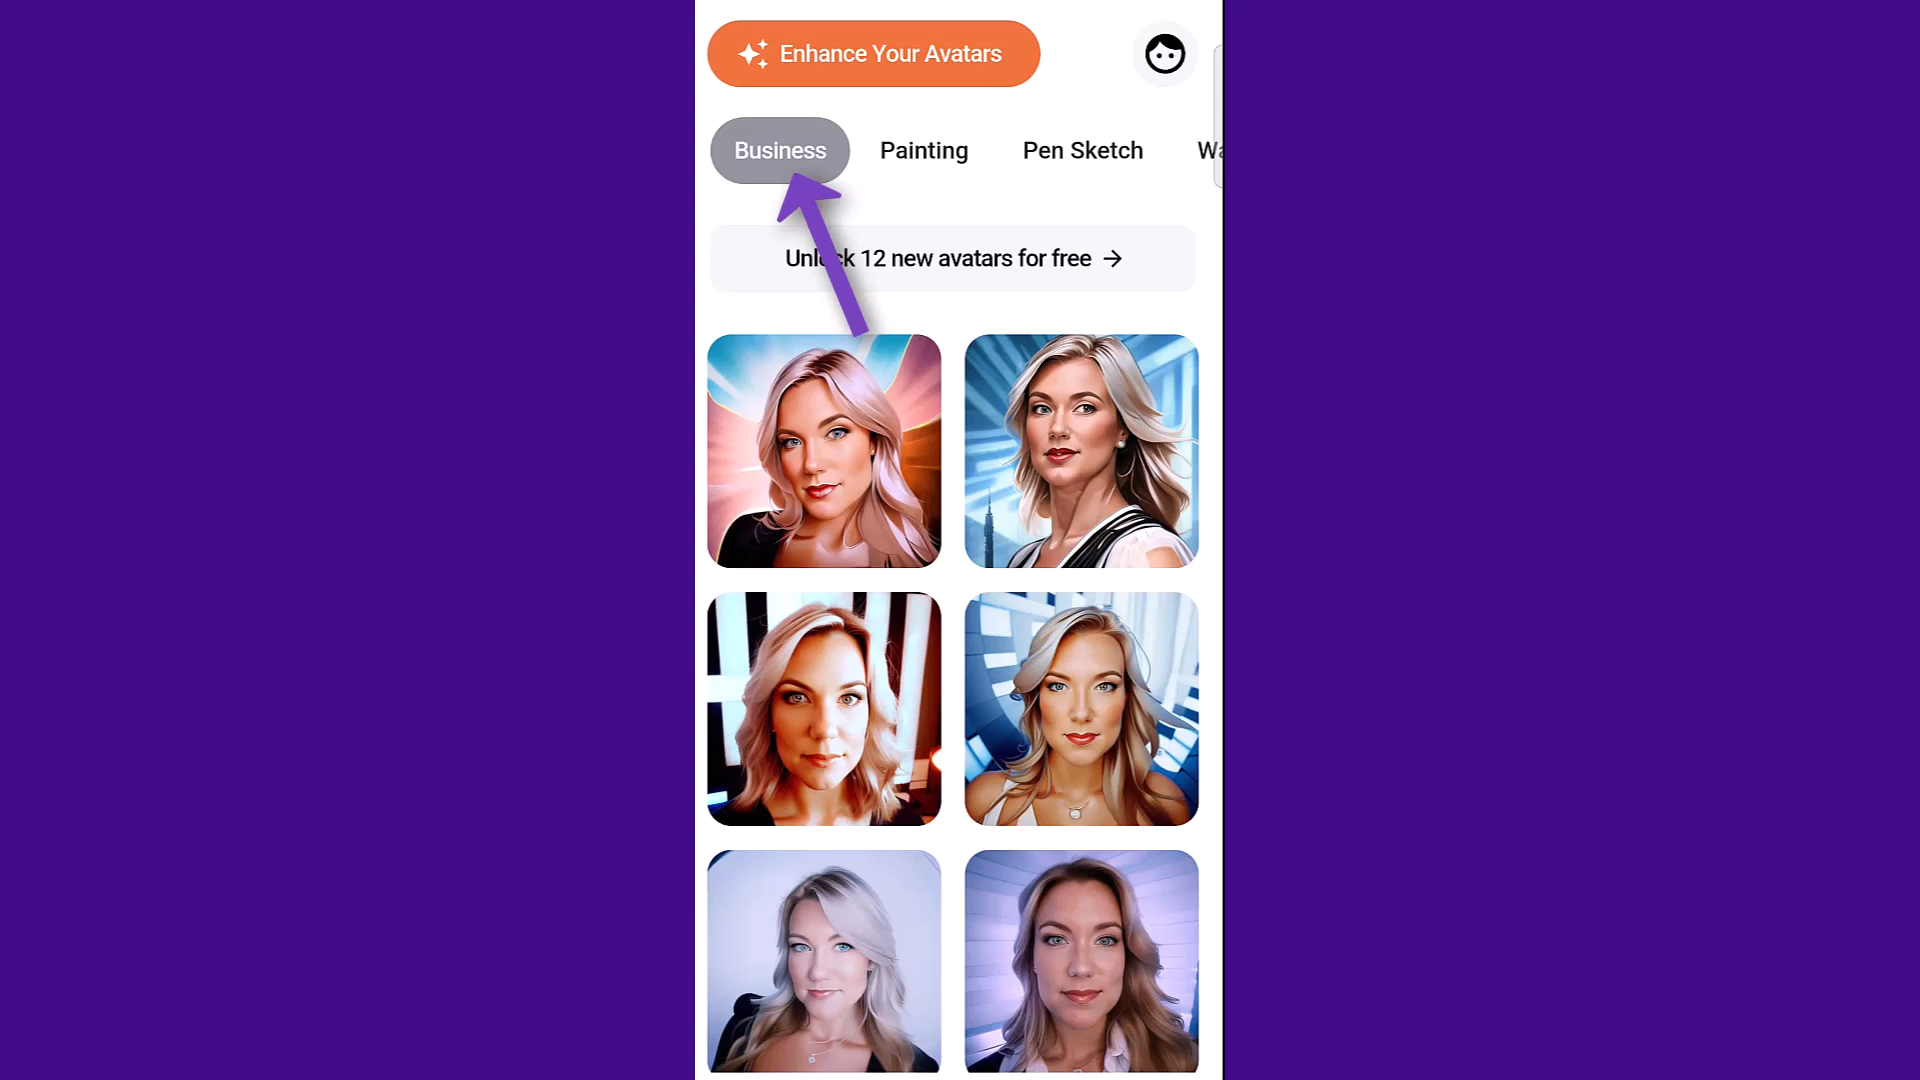 Enhance Your Avatars
Business Painting Pen Sketch
Unlock 12 new avatars for free →